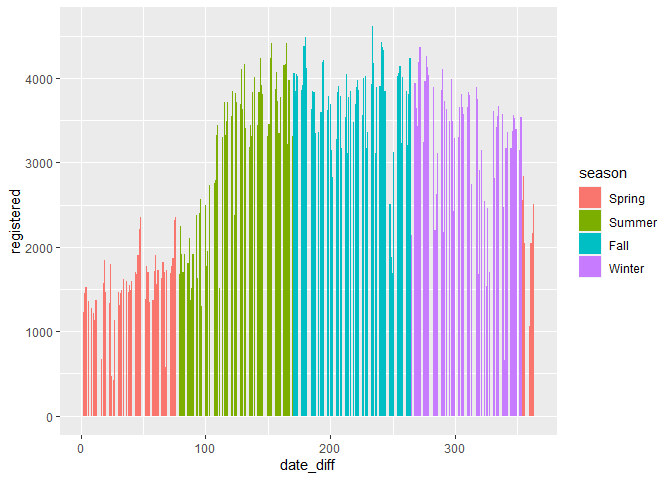 4000
3000
2000
1000
0
registered
0
100
200
300
date_diff
season
Spring
Summer
Fall
Winter